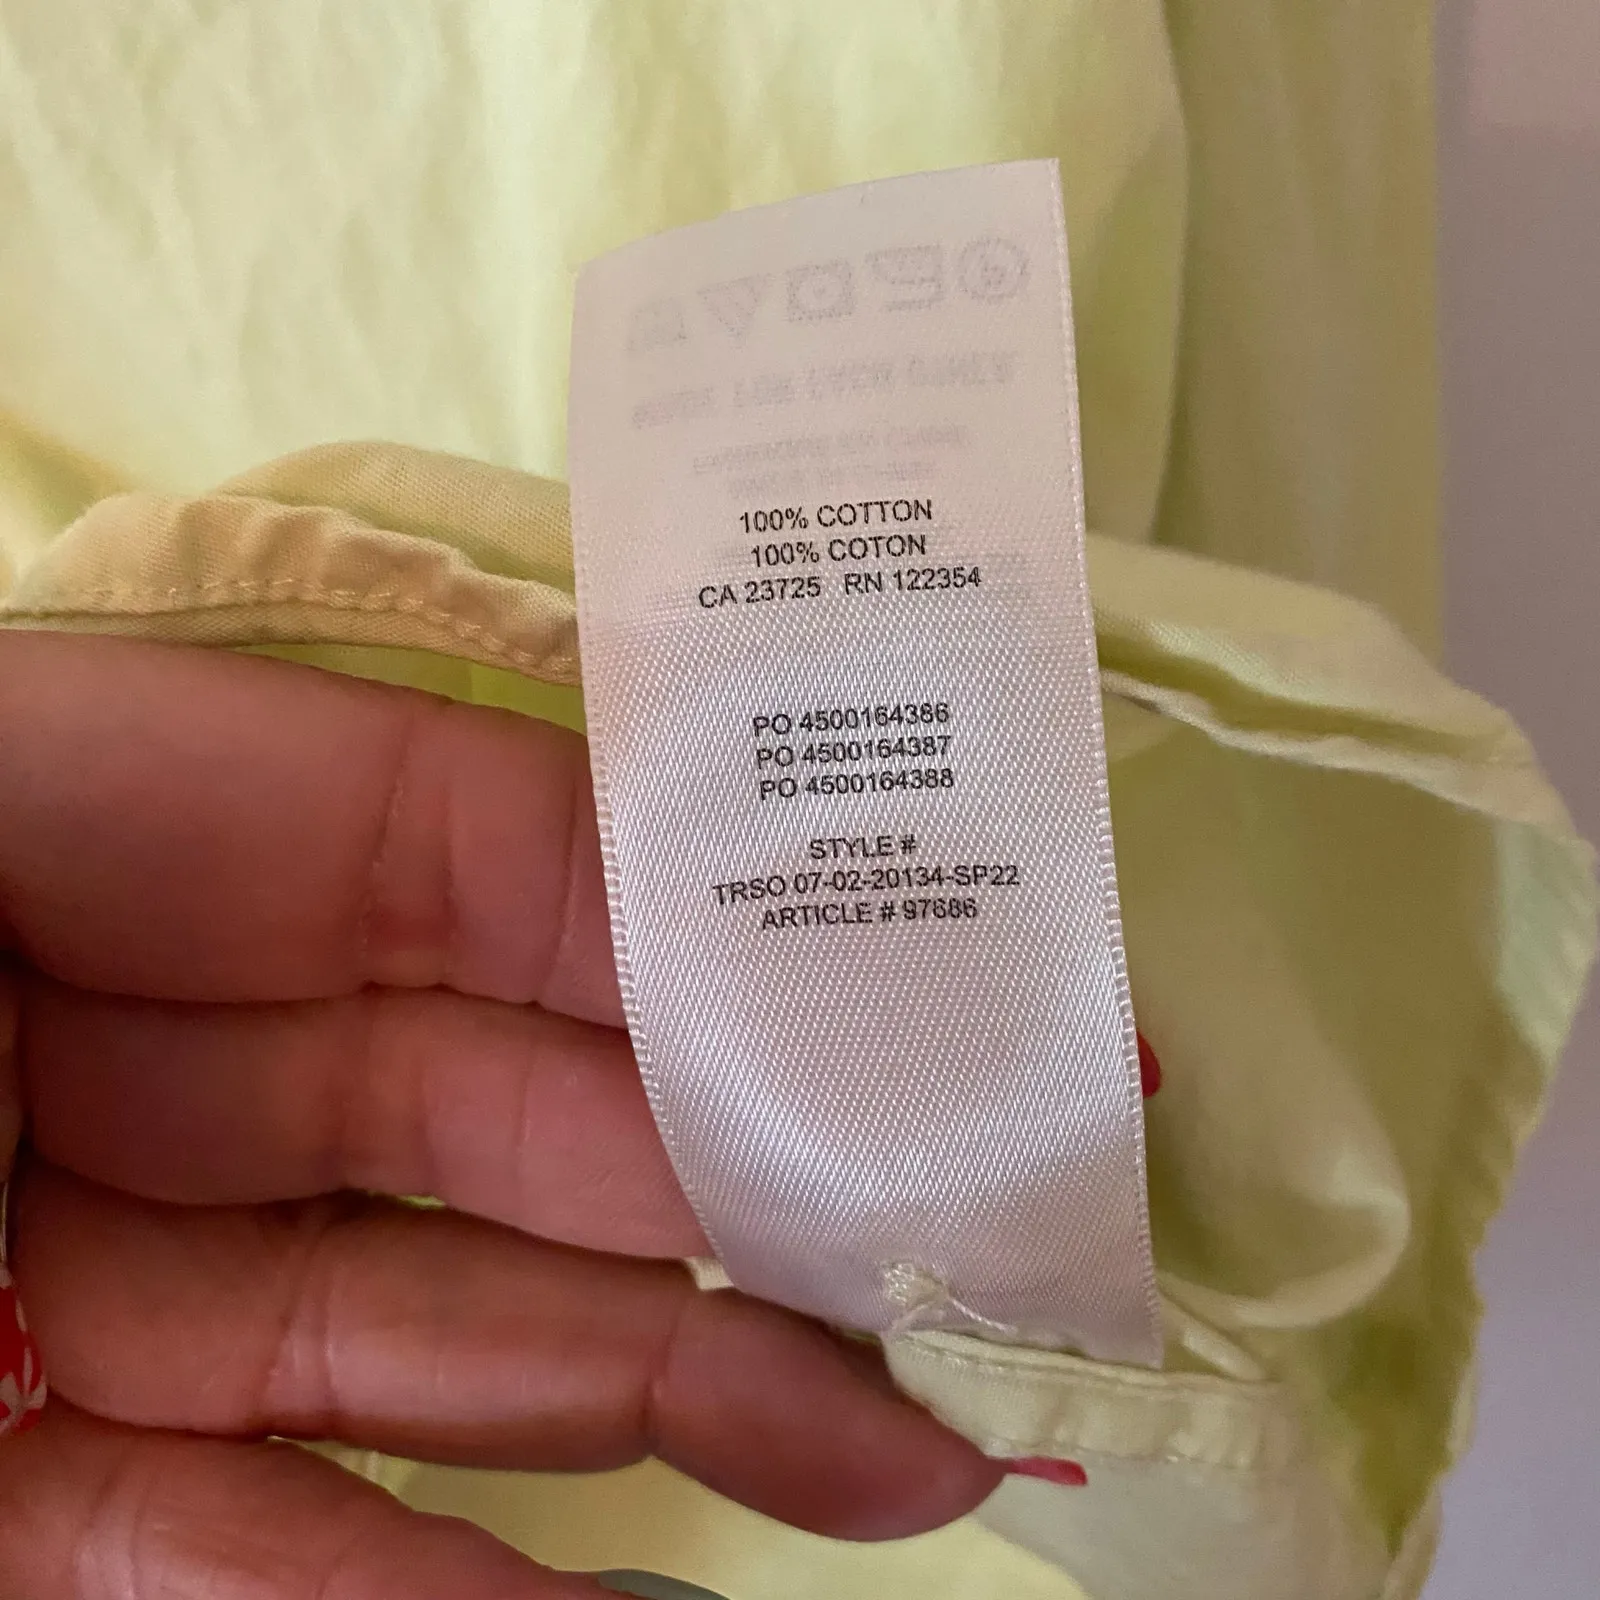 100% COTTON
100% COTON
CA 23725 RN 122354
PO 4500164386
PO 4500164387
PO 4500164388
STYLE #
TRSO 07-02-20134-SP22
ARTICLE # 97686